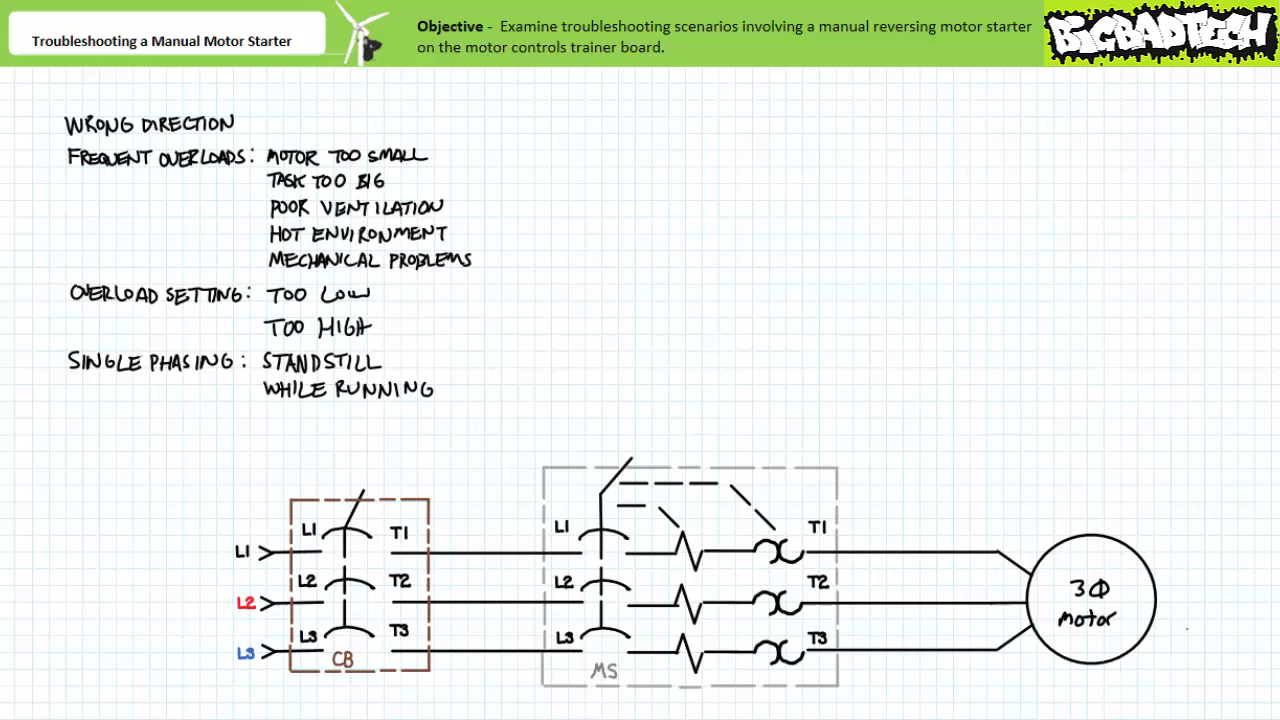 Troubleshooting a Manual Motor Starter
Objective - Examine troubleshooting scenarios involving a manual reversing motor starter
on the motor controls trainer board.
BIGBADTECH
WRONG DIRECTION
FREQUENT OVERLOADS: MOTOR TOO SMALL
TASK TOO BIG
POOR VENTILATION
HOT ENVIRONMENT
MECHANICAL PROBLEMS
OVERLOAD SETTING: TOO LOW
TOO HIGH
SINGLE PHASING: STANDSTILL
WHILE RUNNING
L1 L1 T1 L1 T1
L2 L2 T2 L2 T2
L3 L3 T3 L3 T3
CB
MS
3Φ
motor